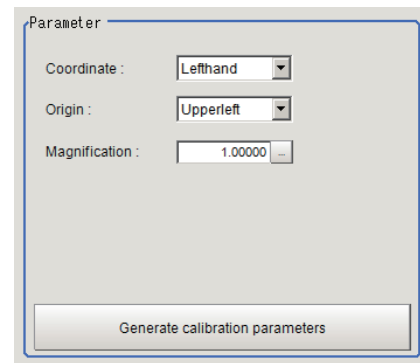 Parameter
Coordinate : Lefthand
Origin : Upperleft
Magnification : 1.00000 ...
Generate calibration parameters